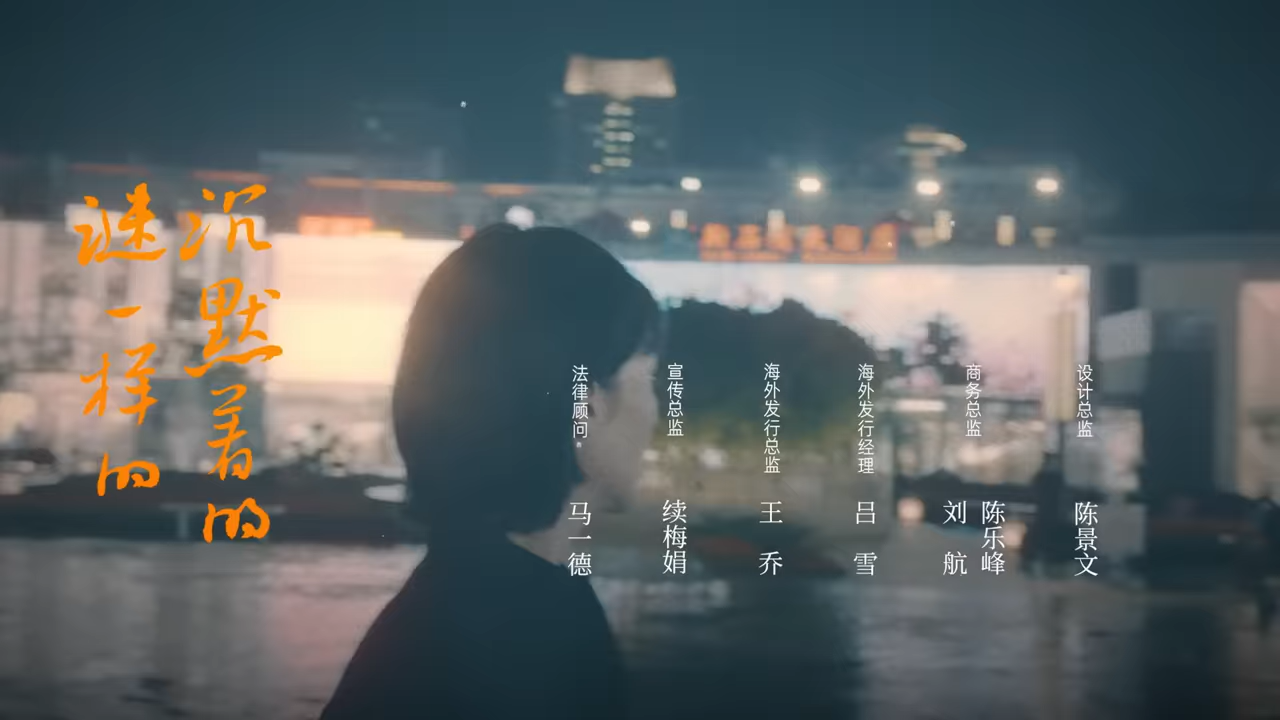 沉默着的
谜一样的
设计总监
陈景文
商务总监
陈乐峰
刘航
海外发行经理
吕雪
海外发行总监
王乔
宣传总监
续梅娟
法律顾问
马一德